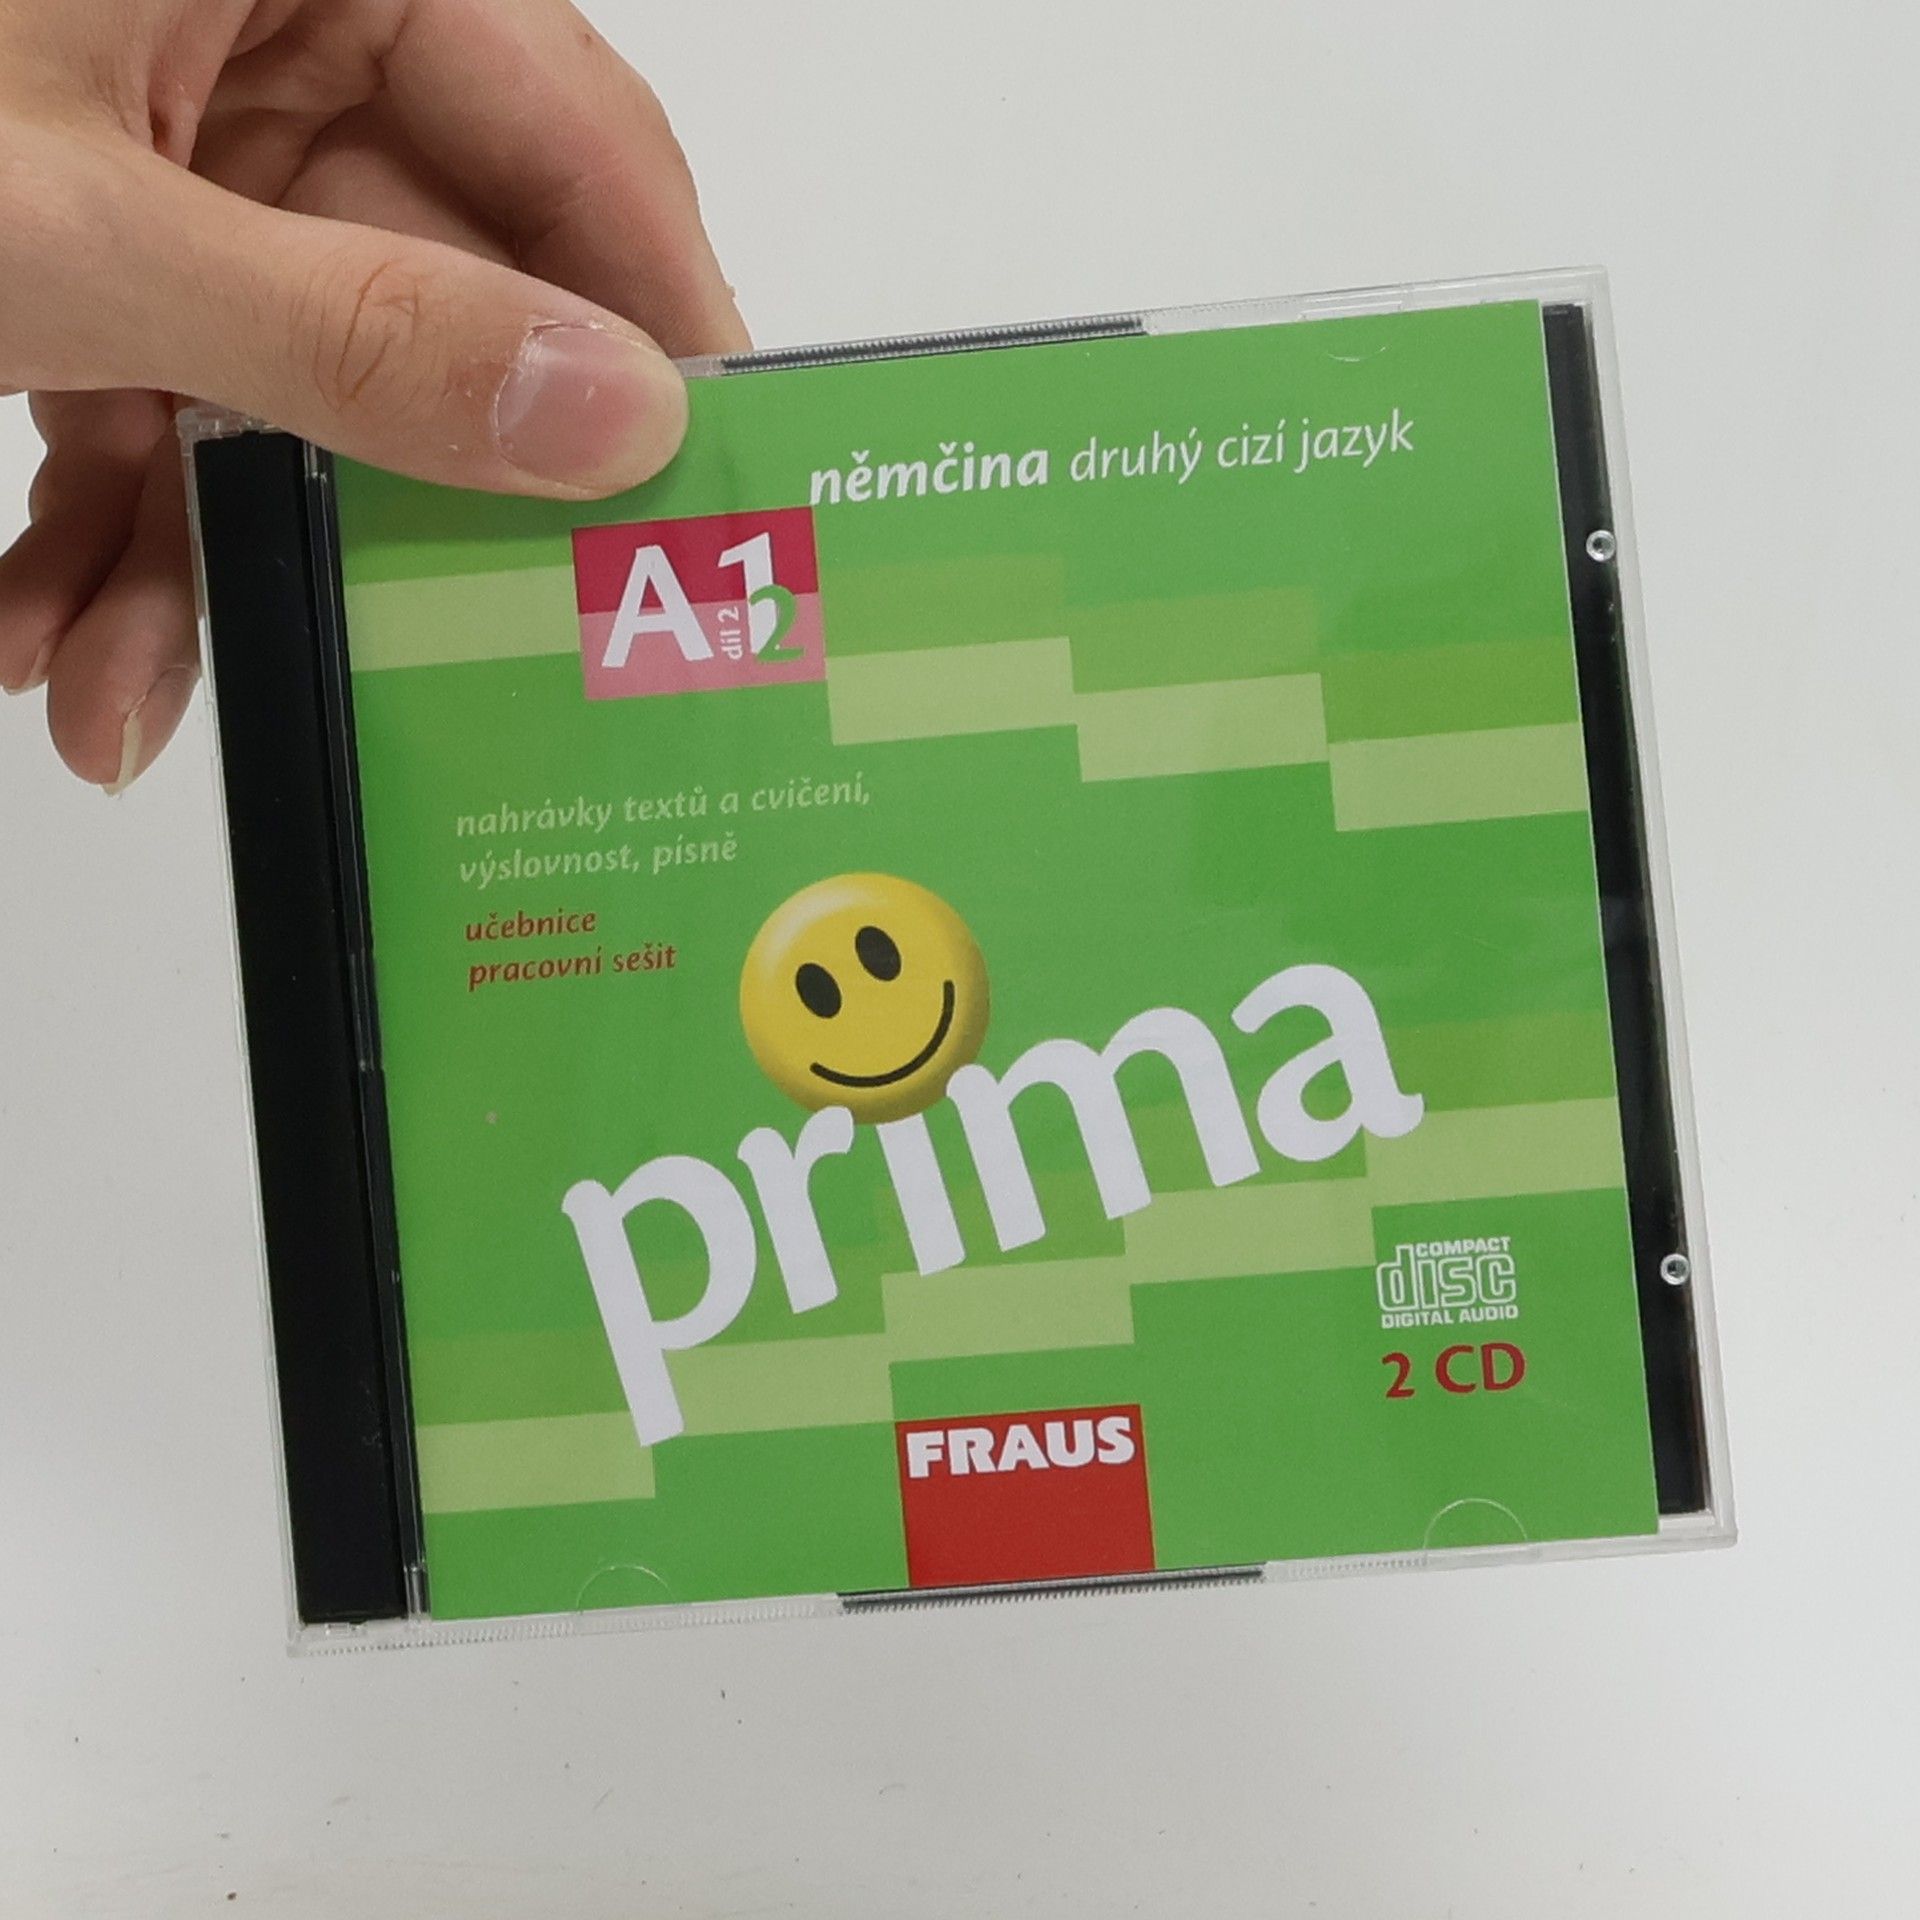 němčina druhý cizí jazyk
A1
díl 2
2
nahrávky textů a cvičení,
výslovnost, písně
učebnice
pracovní sešit
prima
COMPACT
disc
DIGITAL AUDIO
2 CD
FRAUS